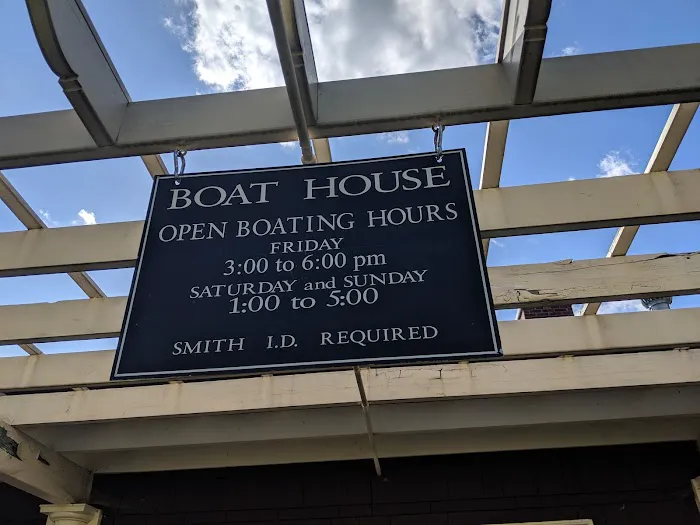 BOAT HOUSE
OPEN BOATING HOURS
FRIDAY
3:00 to 6:00 pm
SATURDAY and SUNDAY
1:00 to 5:00
SMITH I.D. REQUIRED